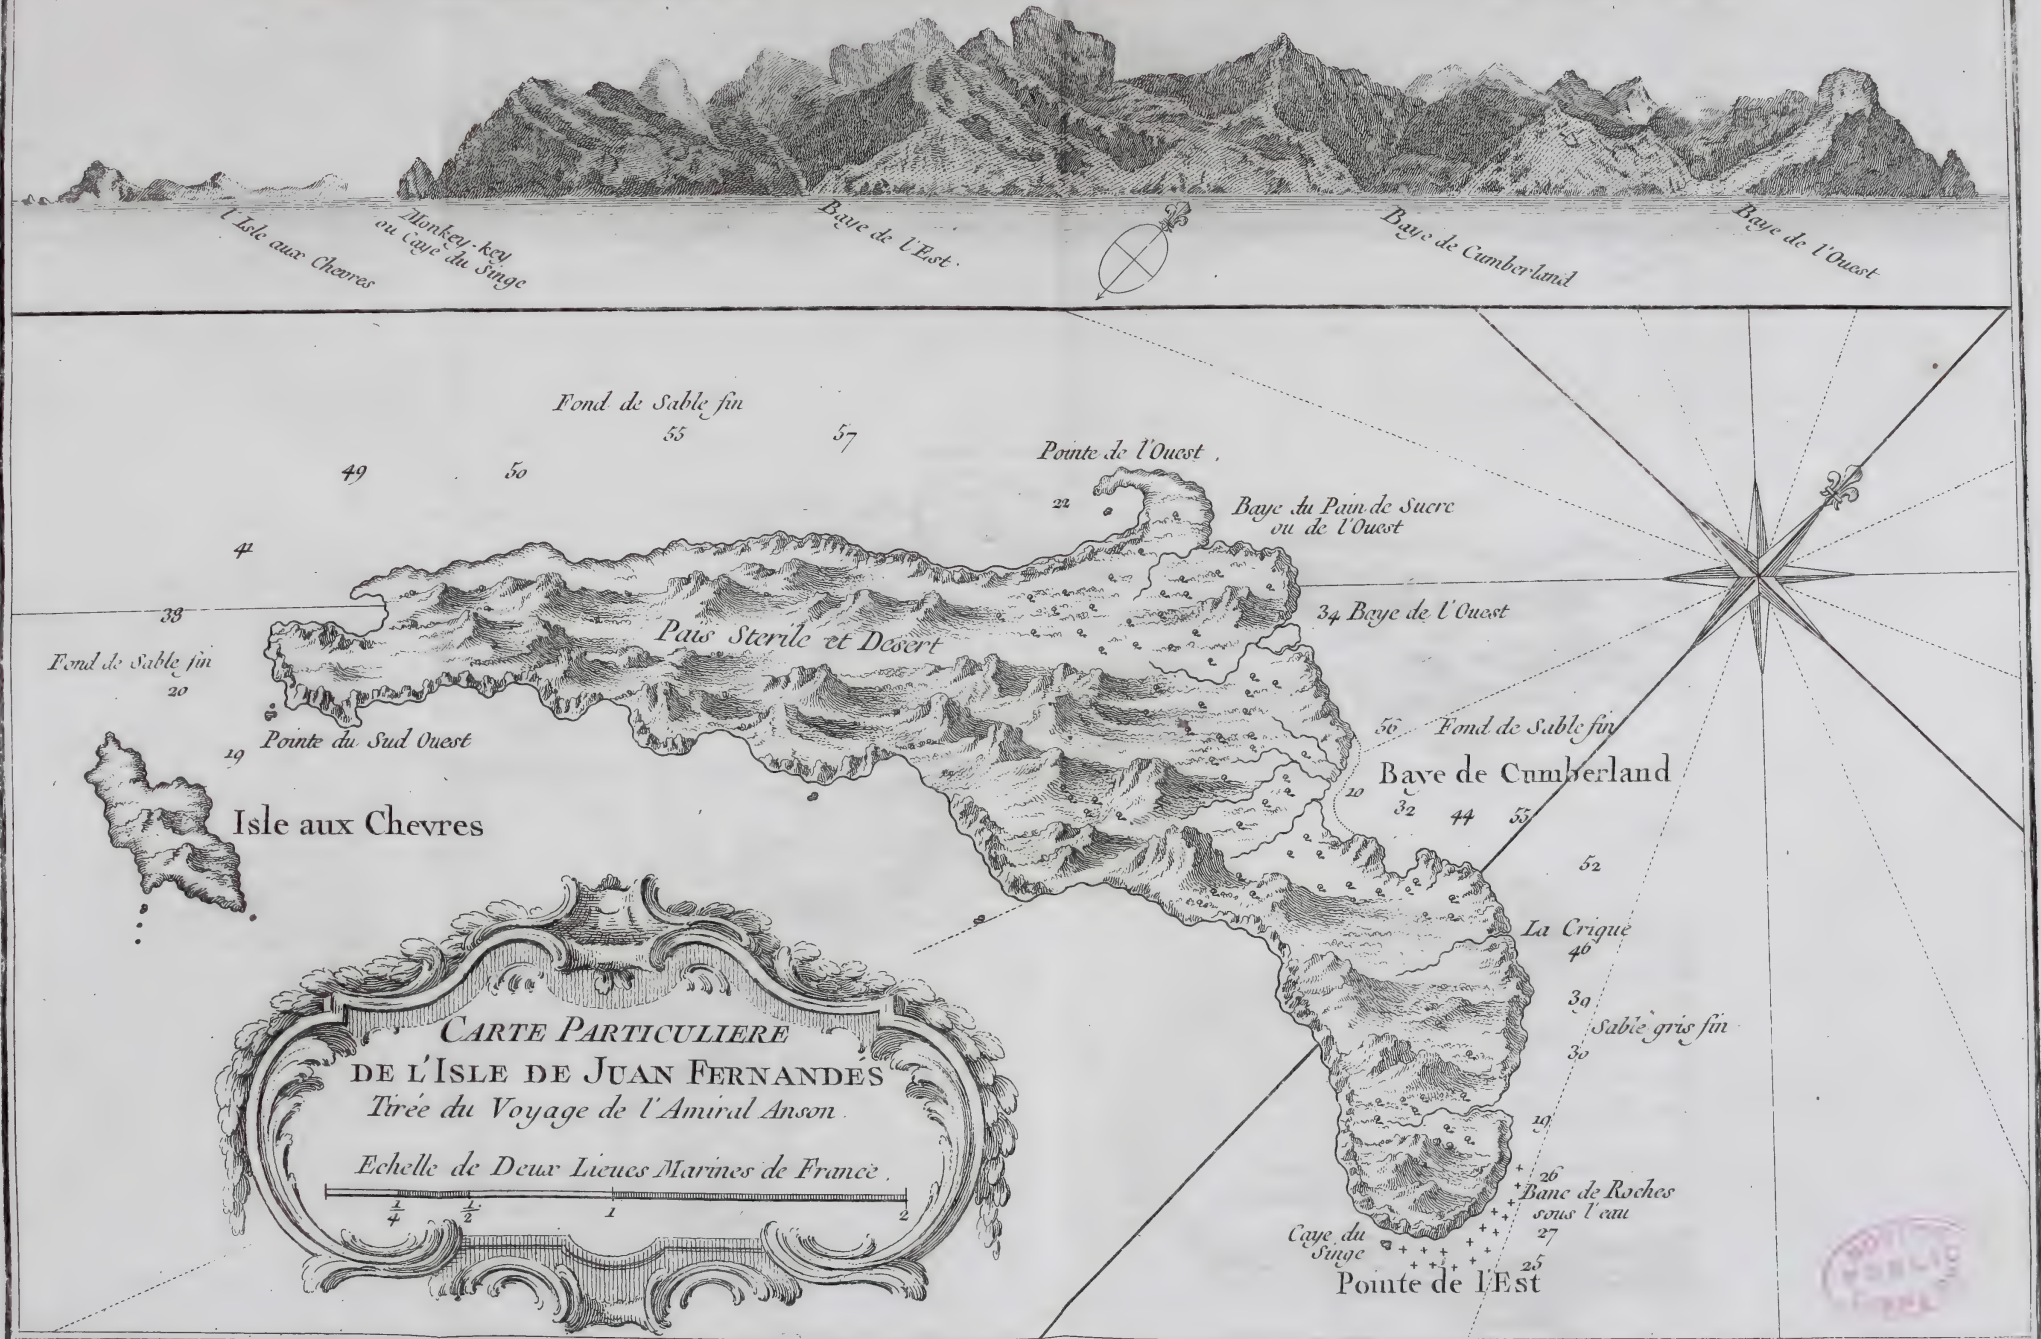 l'Isle aux Chevres
Monkey-key
ou Caye du Singe
Baye de l'Est.
Baye de Cumberland
Baye de l'Ouest
Fond de Sable fin
55
57
49
50
Pointe de l'Ouest.
22
Baye du Pain de Sucre
ou de l'Ouest
41
38
34 Baye de l'Ouest
Païs Sterile et Desert
Fond de Sable fin
20
19
Pointe du Sud Ouest
56 Fond de Sable fin
Baye de Cumberland
10
32
44
53
Isle aux Chevres
52
La Crique
46
39
Sable gris fin
30
CARTE PARTICULIERE
DE L'ISLE DE JUAN FERNANDÉS
Tirée du Voyage de l'Amiral Anson.
Echelle de Deux Lieues Marines de France.
1/4
1/2
1
2
19
26
Banc de Roches
sous l'eau
27
Caye du
Singe
25
Pointe de l'Est